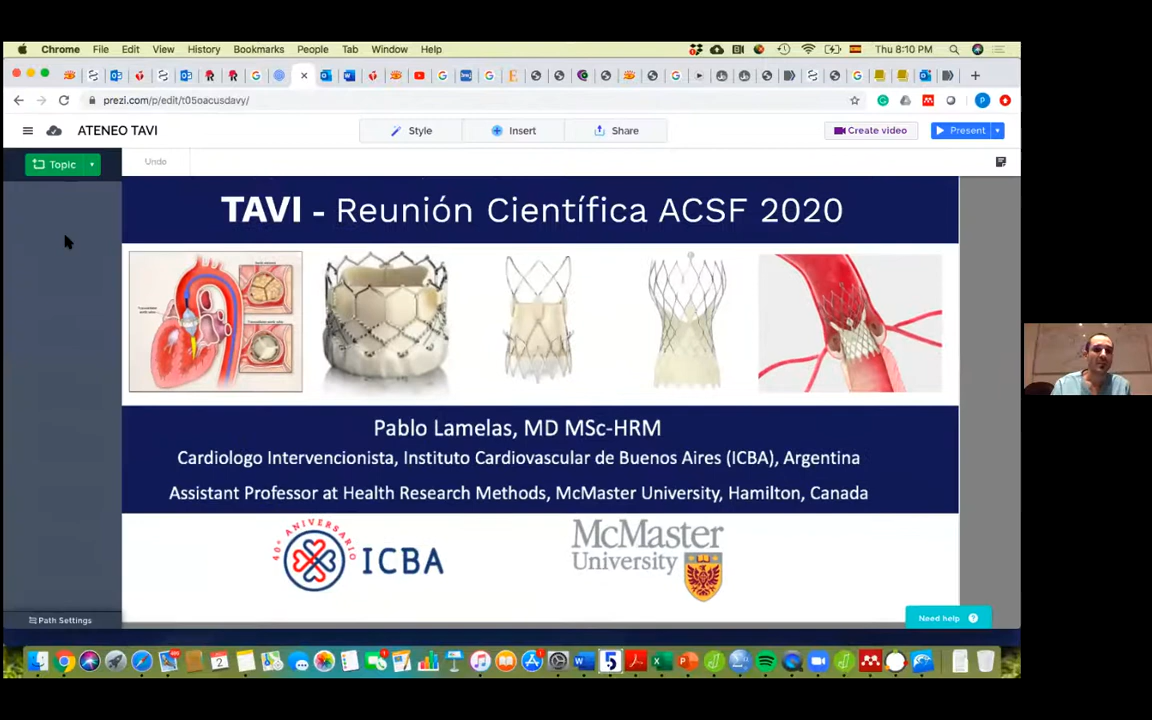 Chrome File Edit View History Bookmarks People Tab Window Help
Thu 8:10 PM
prezi.com/p/edit/t05oacusdavy/
ATENEO TAVI
Style
Insert
Share
Create video
Present
Topic
Undo
TAVI - Reunión Científica ACSF 2020
Pablo Lamelas, MD MSc-HRM
Cardiologo Intervencionista, Instituto Cardiovascular de Buenos Aires (ICBA), Argentina
Assistant Professor at Health Research Methods, McMaster University, Hamilton, Canada
40° ANIVERSARIO
ICBA
McMaster
University
Path Settings
Need help ?